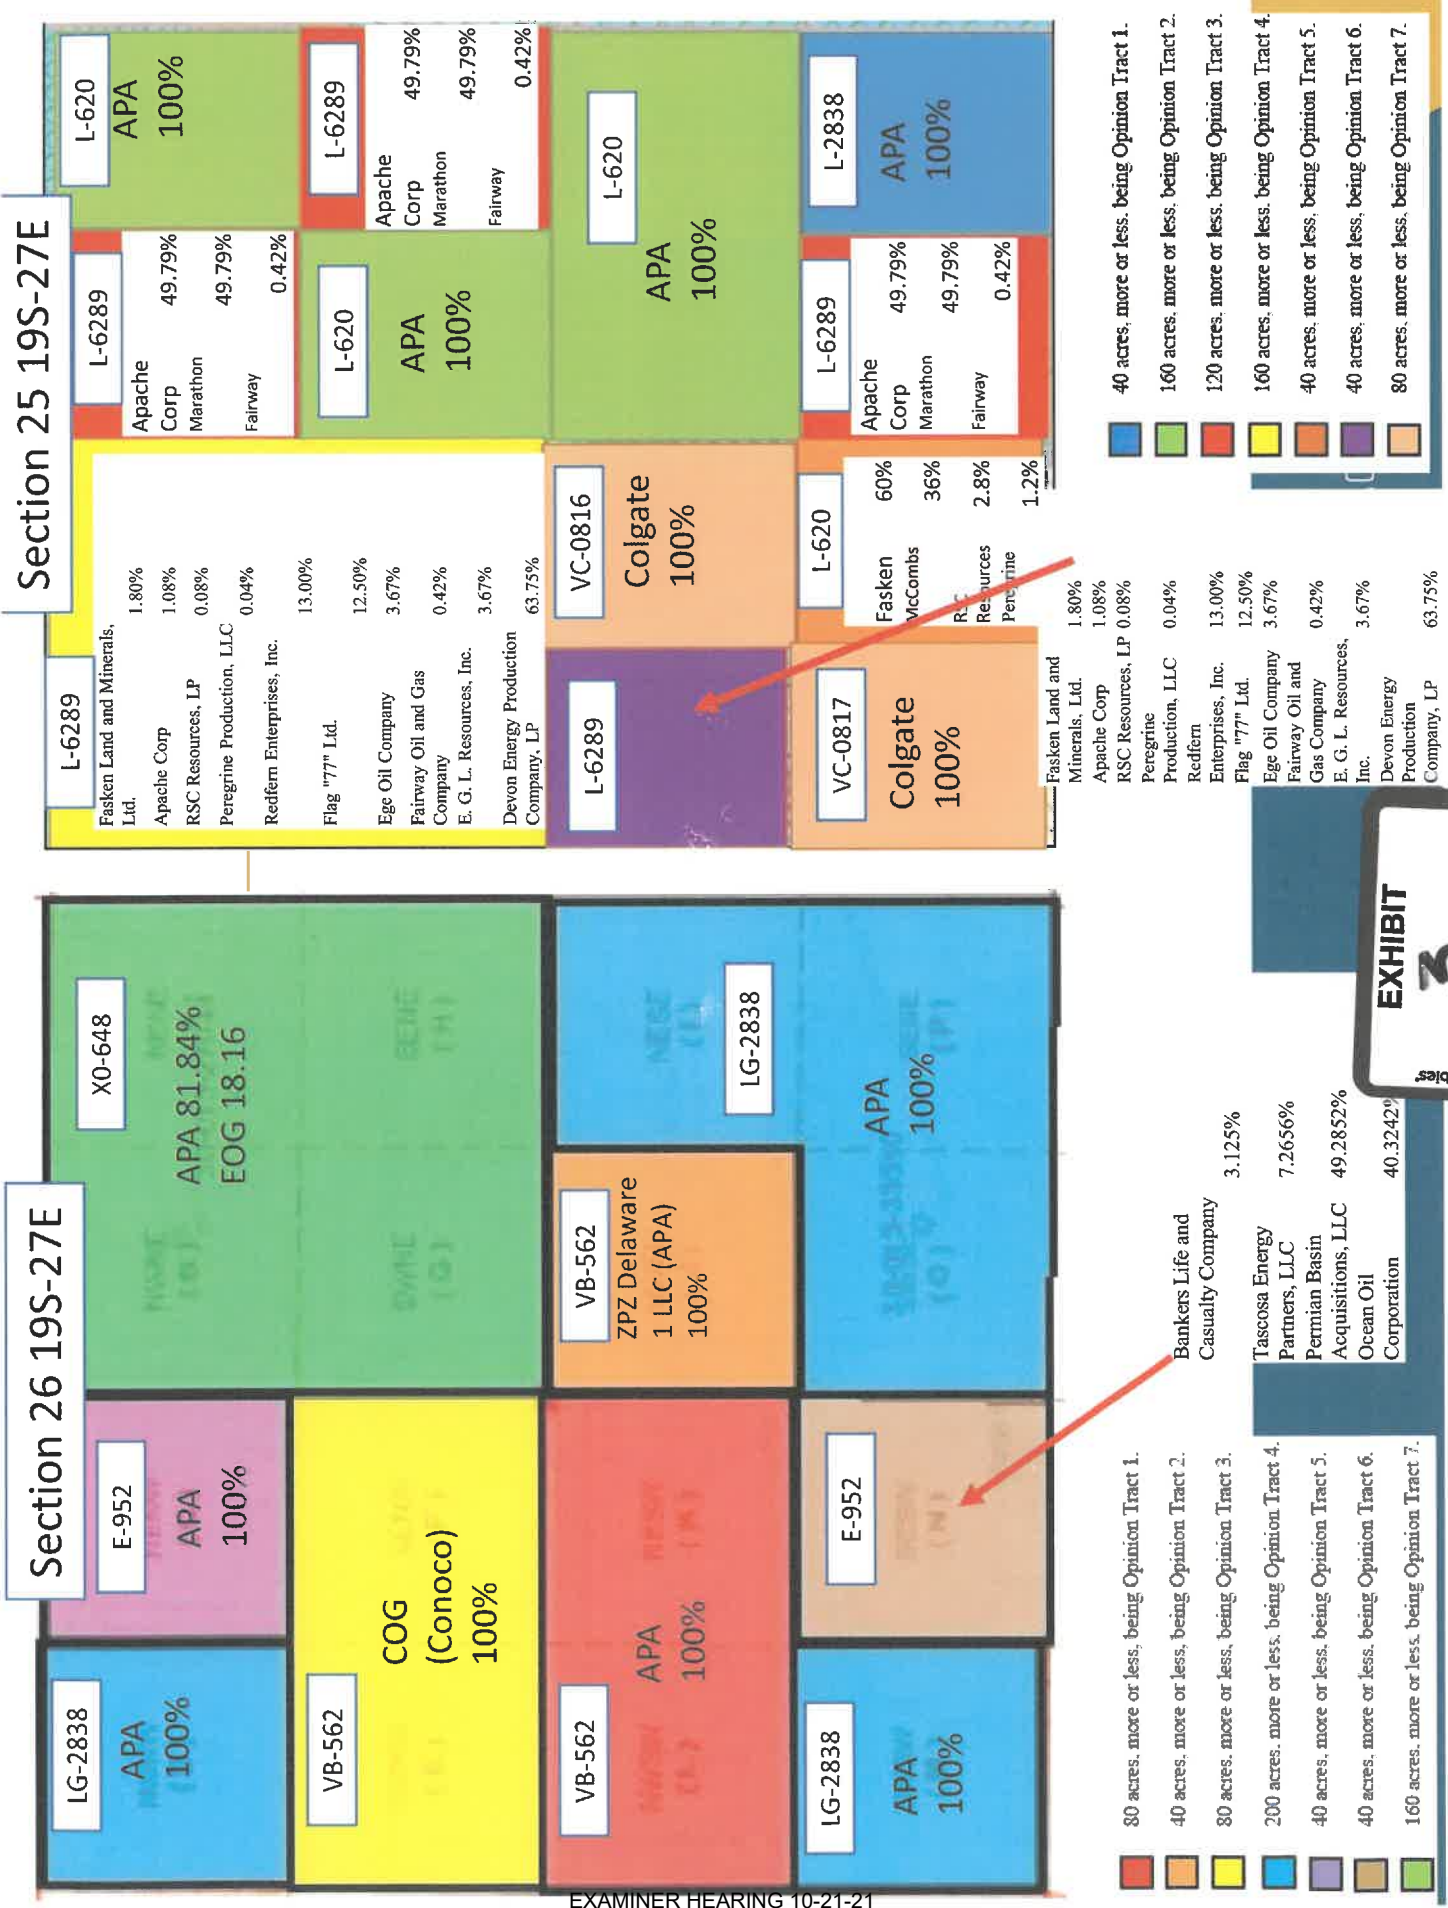 Section 26 19S-27E
LG-2838
APA
100%
E-952
APA
100%
X0-648
APA 81.84%
EOG 18.16
VB-562
COG
(Conoco)
100%
VB-562
APA
100%
VB-562
ZPZ Delaware
1 LLC (APA)
100%
LG-2838
APA
100%
LG-2838
APA
100%
E-952
Section 25 19S-27E
L-6289
Fasken Land and Minerals,
Ltd. 1.80%
Apache Corp 1.08%
RSC Resources, LP 0.08%
Peregrine Production, LLC 0.04%
Redfern Enterprises, Inc. 13.00%
Flag "77" Ltd. 12.50%
Ege Oil Company 3.67%
Fairway Oil and Gas
Company 0.42%
E. G. L. Resources, Inc. 3.67%
Devon Energy Production
Company, LP 63.75%
L-6289
Apache
Corp 49.79%
Marathon 49.79%
Fairway 0.42%
L-620
APA
100%
L-620
APA
100%
L-6289
Apache
Corp 49.79%
Marathon 49.79%
Fairway 0.42%
L-6289
VC-0816
Colgate
100%
L-620
APA
100%
VC-0817
Colgate
100%
L-620
Fasken 60%
McCombs 36%
RSC
Resources 2.8%
Peregrine 1.2%
L-6289
Apache
Corp 49.79%
Marathon 49.79%
Fairway 0.42%
L-2838
APA
100%
80 acres, more or less, being Opinion Tract 1.
40 acres, more or less, being Opinion Tract 2.
80 acres, more or less, being Opinion Tract 3.
200 acres, more or less, being Opinion Tract 4.
40 acres, more or less, being Opinion Tract 5.
40 acres, more or less, being Opinion Tract 6.
160 acres, more or less, being Opinion Tract 7.
Bankers Life and
Casualty Company 3.125%
Tascosa Energy
Partners, LLC 7.2656%
Permian Basin
Acquisitions, LLC 49.2852%
Ocean Oil
Corporation 40.3242%
Fasken Land and
Minerals, Ltd. 1.80%
Apache Corp 1.08%
RSC Resources, LP 0.08%
Peregrine
Production, LLC 0.04%
Redfern
Enterprises, Inc. 13.00%
Flag "77" Ltd. 12.50%
Ege Oil Company 3.67%
Fairway Oil and
Gas Company 0.42%
E. G. L. Resources,
Inc. 3.67%
Devon Energy
Production
Company, LP 63.75%
40 acres, more or less, being Opinion Tract 1.
160 acres, more or less, being Opinion Tract 2.
120 acres, more or less, being Opinion Tract 3.
160 acres, more or less, being Opinion Tract 4.
40 acres, more or less, being Opinion Tract 5.
40 acres, more or less, being Opinion Tract 6.
80 acres, more or less, being Opinion Tract 7.
EXHIBIT
3
EXAMINER HEARING 10-21-21